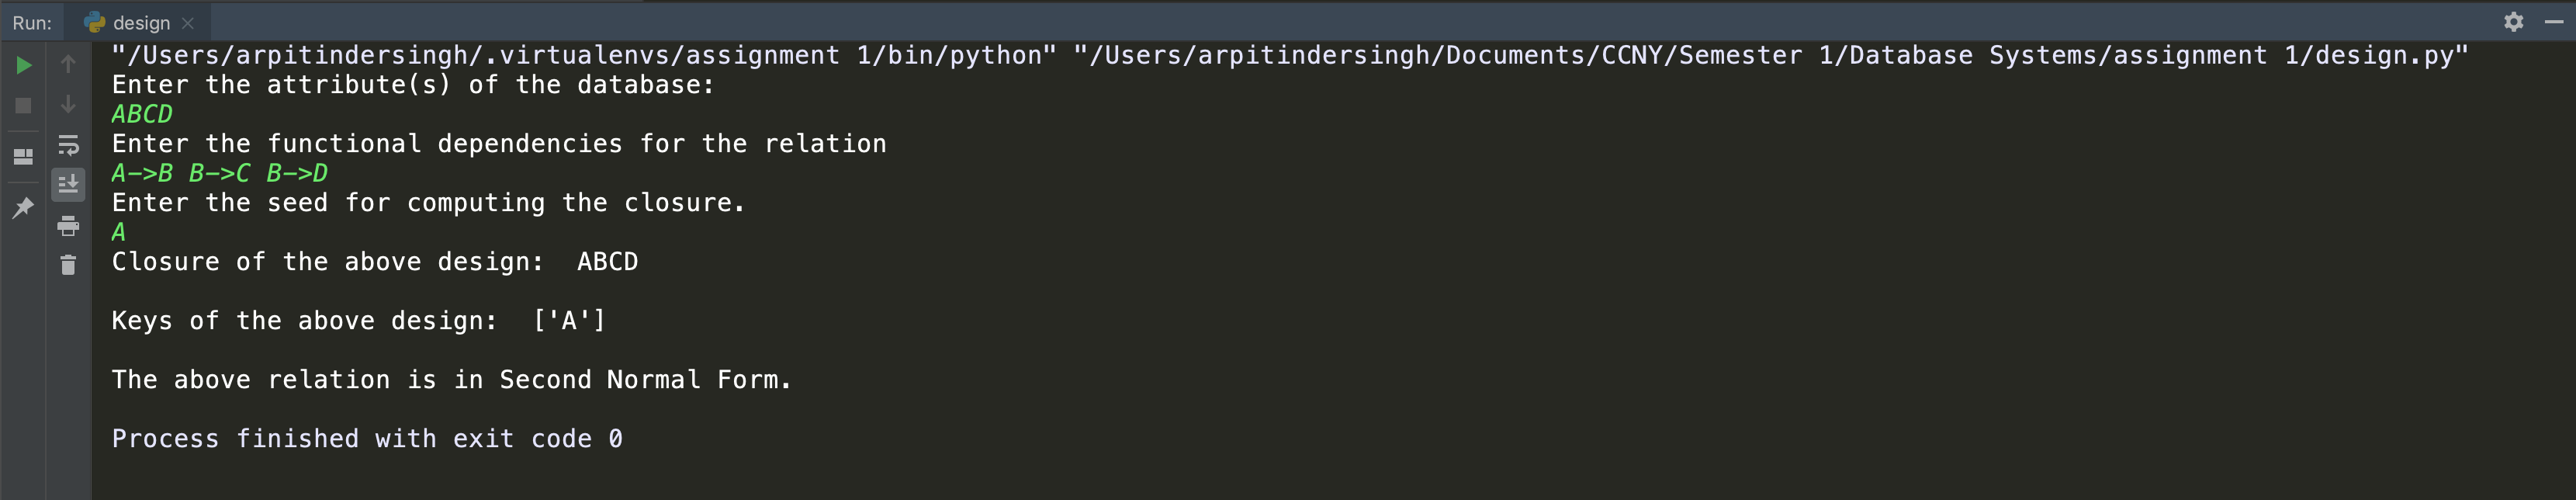 Run: design
"/Users/arpitindersingh/.virtualenvs/assignment 1/bin/python" "/Users/arpitindersingh/Documents/CCNY/Semester 1/Database Systems/assignment 1/design.py"
Enter the attribute(s) of the database:
ABCD
Enter the functional dependencies for the relation
A->B B->C B->D
Enter the seed for computing the closure.
A
Closure of the above design:  ABCD
Keys of the above design:  ['A']
The above relation is in Second Normal Form.
Process finished with exit code 0